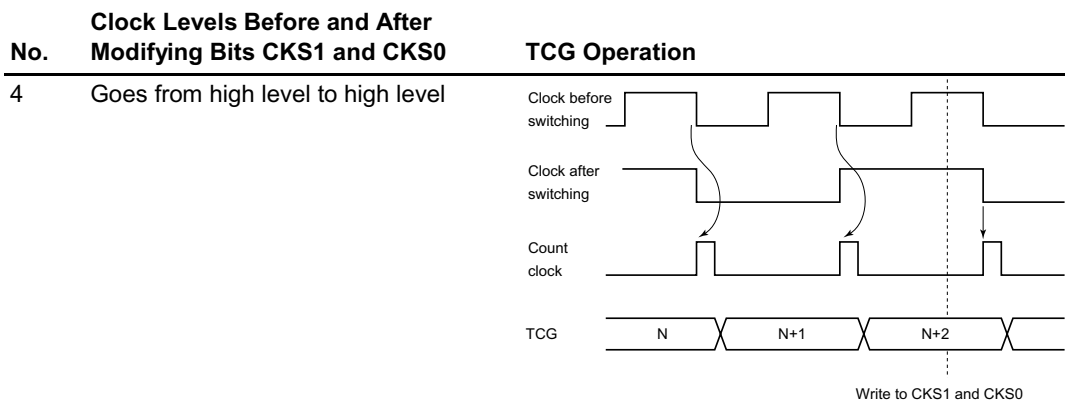 Clock Levels Before and After
No. Modifying Bits CKS1 and CKS0 TCG Operation
4 Goes from high level to high level
Clock before
switching
Clock after
switching
Count
clock
TCG N N+1 N+2
Write to CKS1 and CKS0